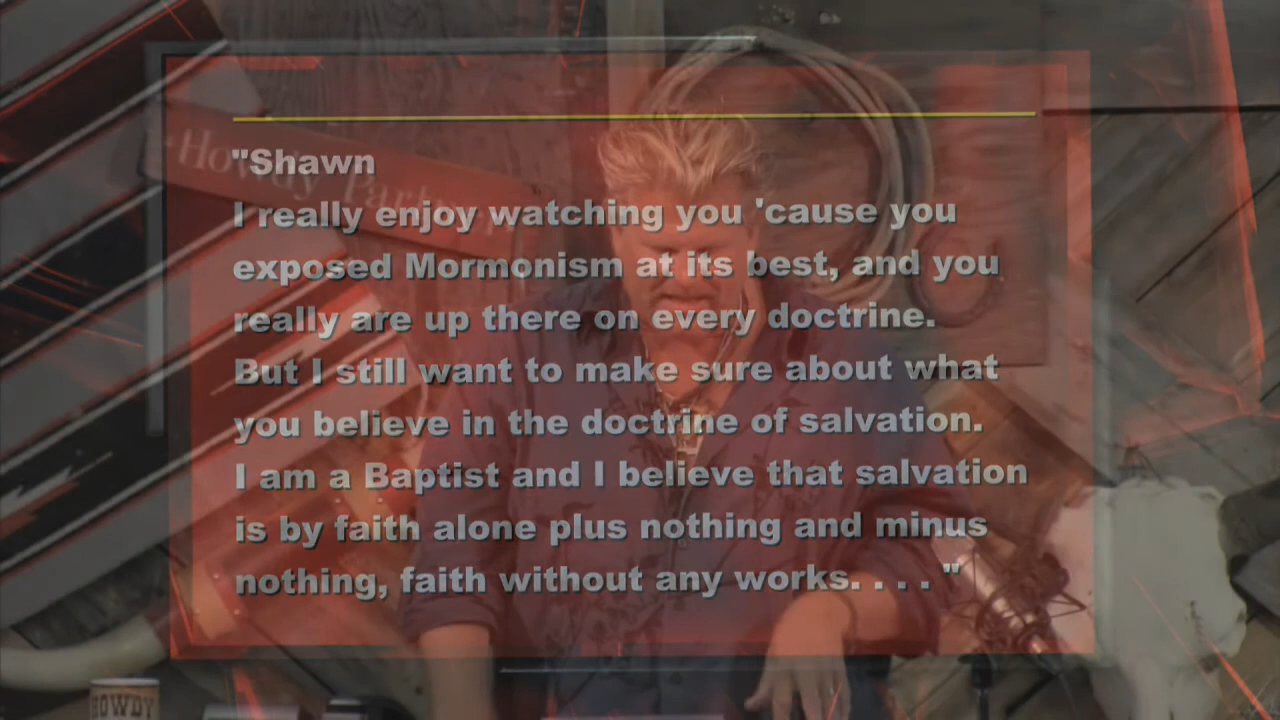 "Shawn
I really enjoy watching you 'cause you
exposed Mormonism at its best, and you
really are up there on every doctrine.
But I still want to make sure about what
you believe in the doctrine of salvation.
I am a Baptist and I believe that salvation
is by faith alone plus nothing and minus
nothing, faith without any works. . . . "
Howdy
HOWDY